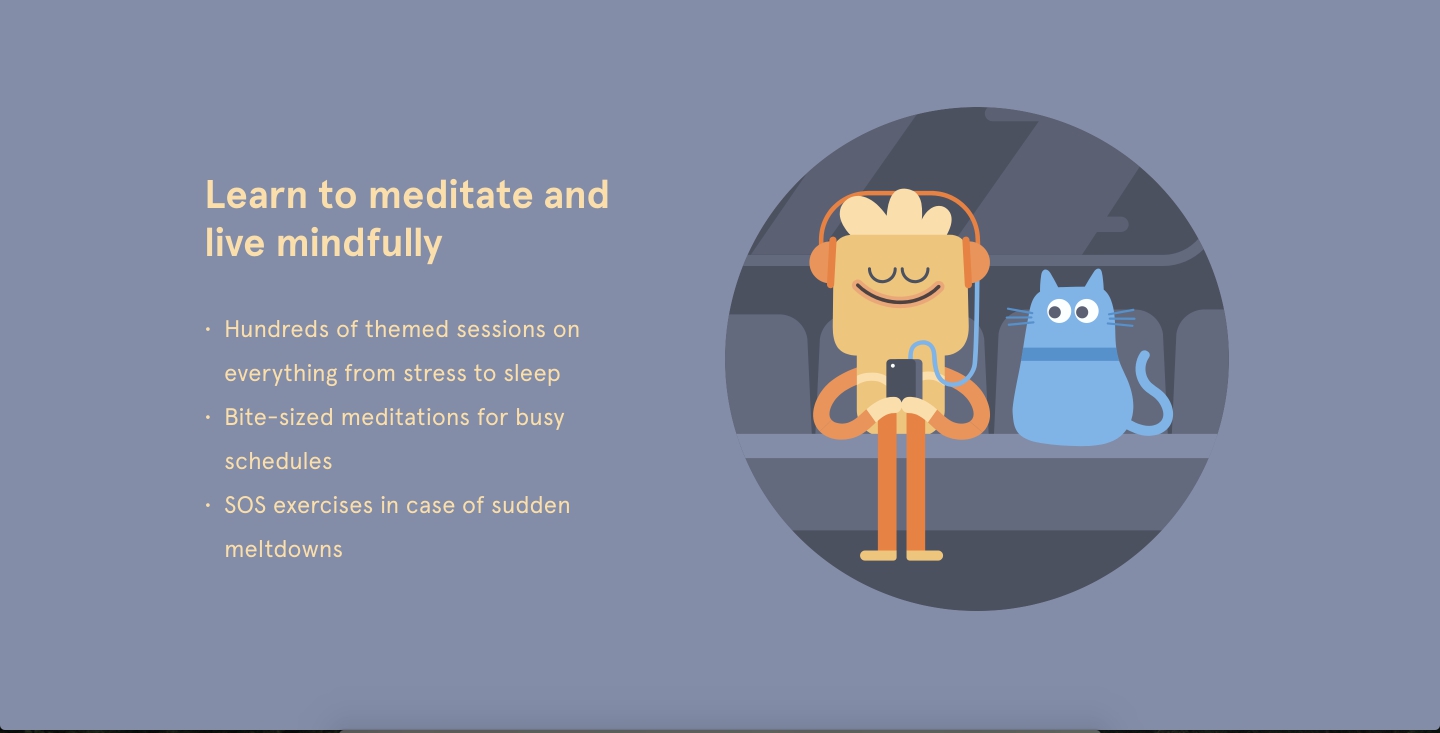 Learn to meditate and
live mindfully
· Hundreds of themed sessions on
everything from stress to sleep
· Bite-sized meditations for busy
schedules
· SOS exercises in case of sudden
meltdowns